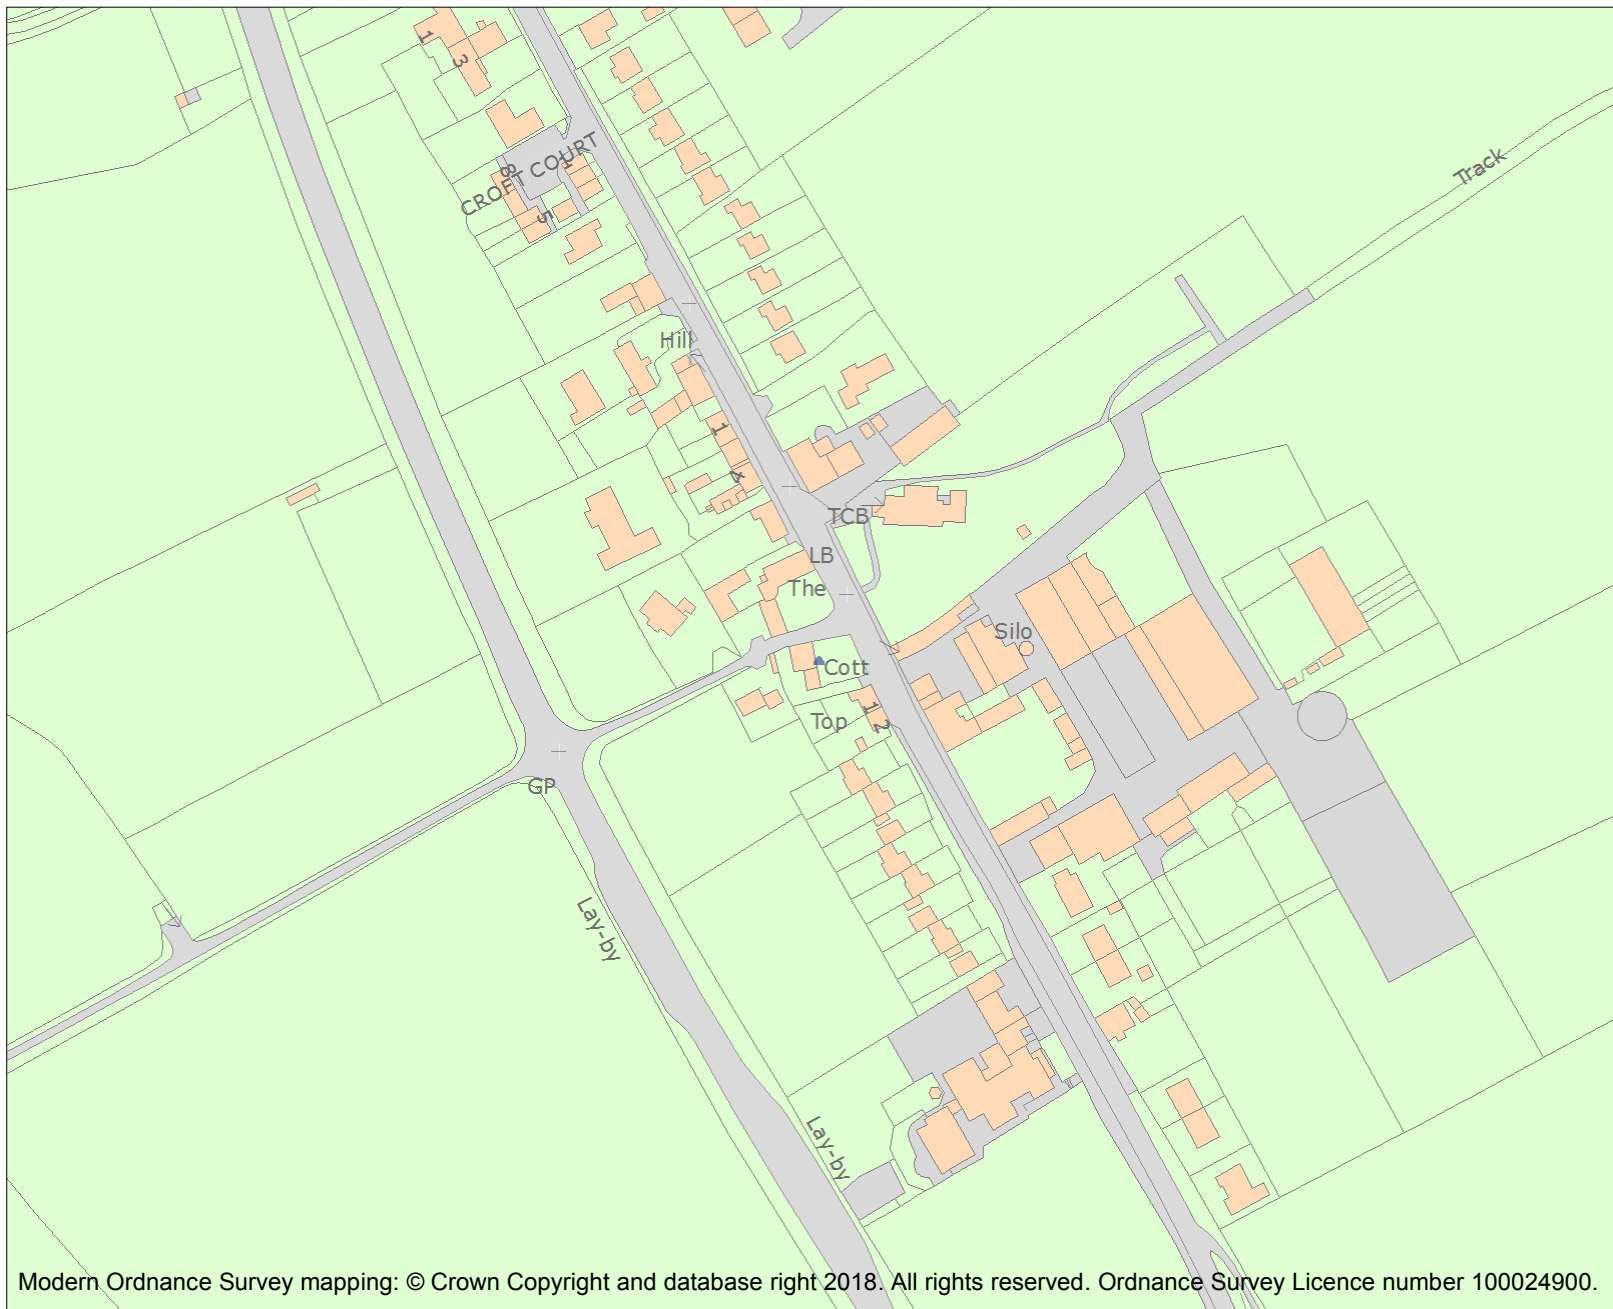 1
3
CROFT COURT
1
8
5
Track
Hill
1
4
TCB
LB
The
Silo
Cott
Top
1
2
GP
Lay-by
Lay-by
Modern Ordnance Survey mapping: © Crown Copyright and database right 2018. All rights reserved. Ordnance Survey Licence number 100024900.